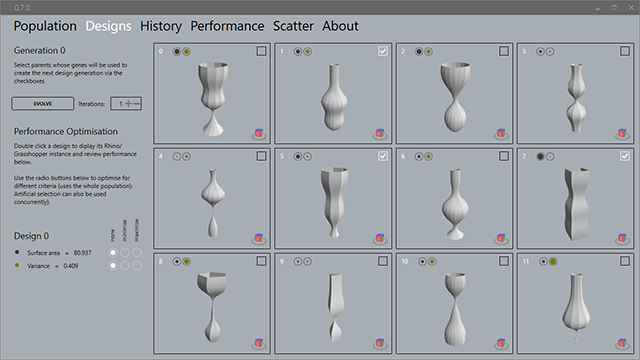 0.7.0
Population Designs History Performance Scatter About
Generation 0
Select parents whose genes will be used to
create the next design generation via the
checkboxes
EVOLVE Iterations: 1
Performance Optimisation
Double click a design to diplay its Rhino/
Grasshopper instance and review performance
below.
Use the radio buttons below to optimise for
different criteria (uses the whole population).
Artificial selection can also be used
concurrently).
Design 0
none minimise maximise
Surface area = 80.937
Variance = 0.409
0 1 2 3
4 5 6 7
8 9 10 11